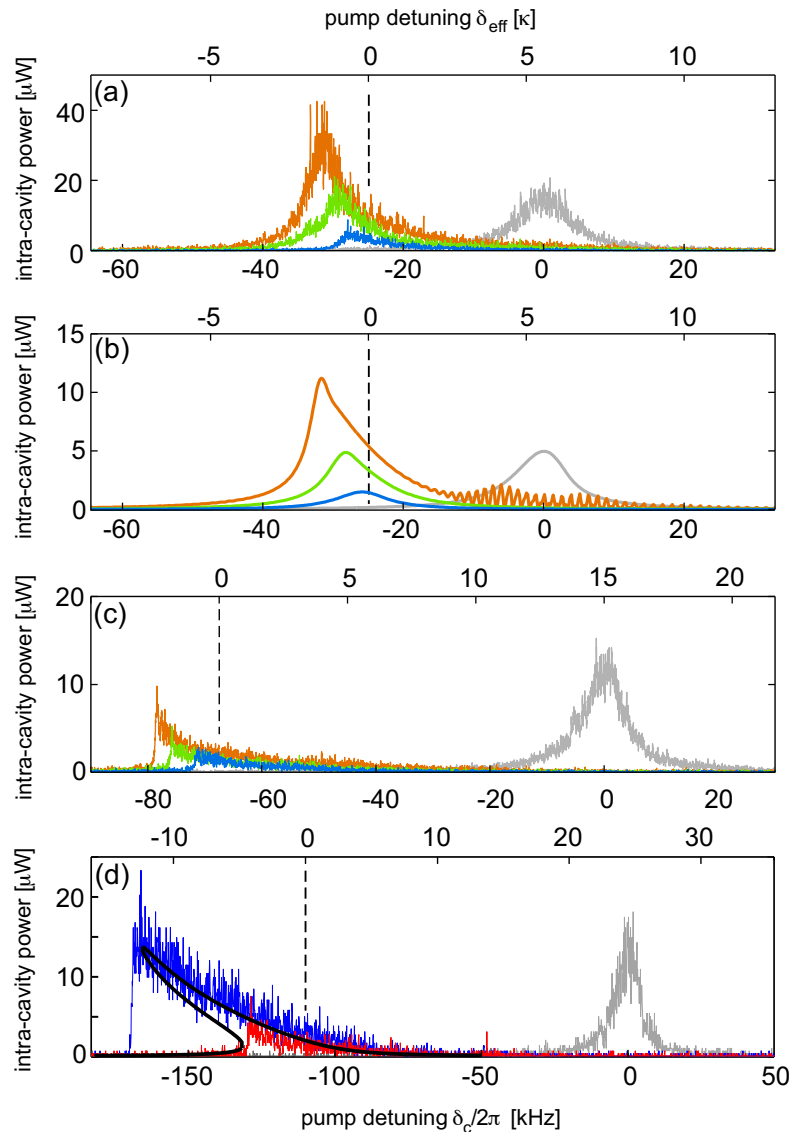 pump detuning δeff [κ]
-5 0 5 10
(a)
intra-cavity power [μW]
40
20
0
-60 -40 -20 0 20
-5 0 5 10
(b)
intra-cavity power [μW]
15
10
5
0
-60 -40 -20 0 20
0 5 10 15 20
(c)
intra-cavity power [μW]
20
10
0
-80 -60 -40 -20 0 20
-10 0 10 20 30
(d)
intra-cavity power [μW]
20
10
0
-150 -100 -50 0 50
pump detuning δc/2π [kHz]